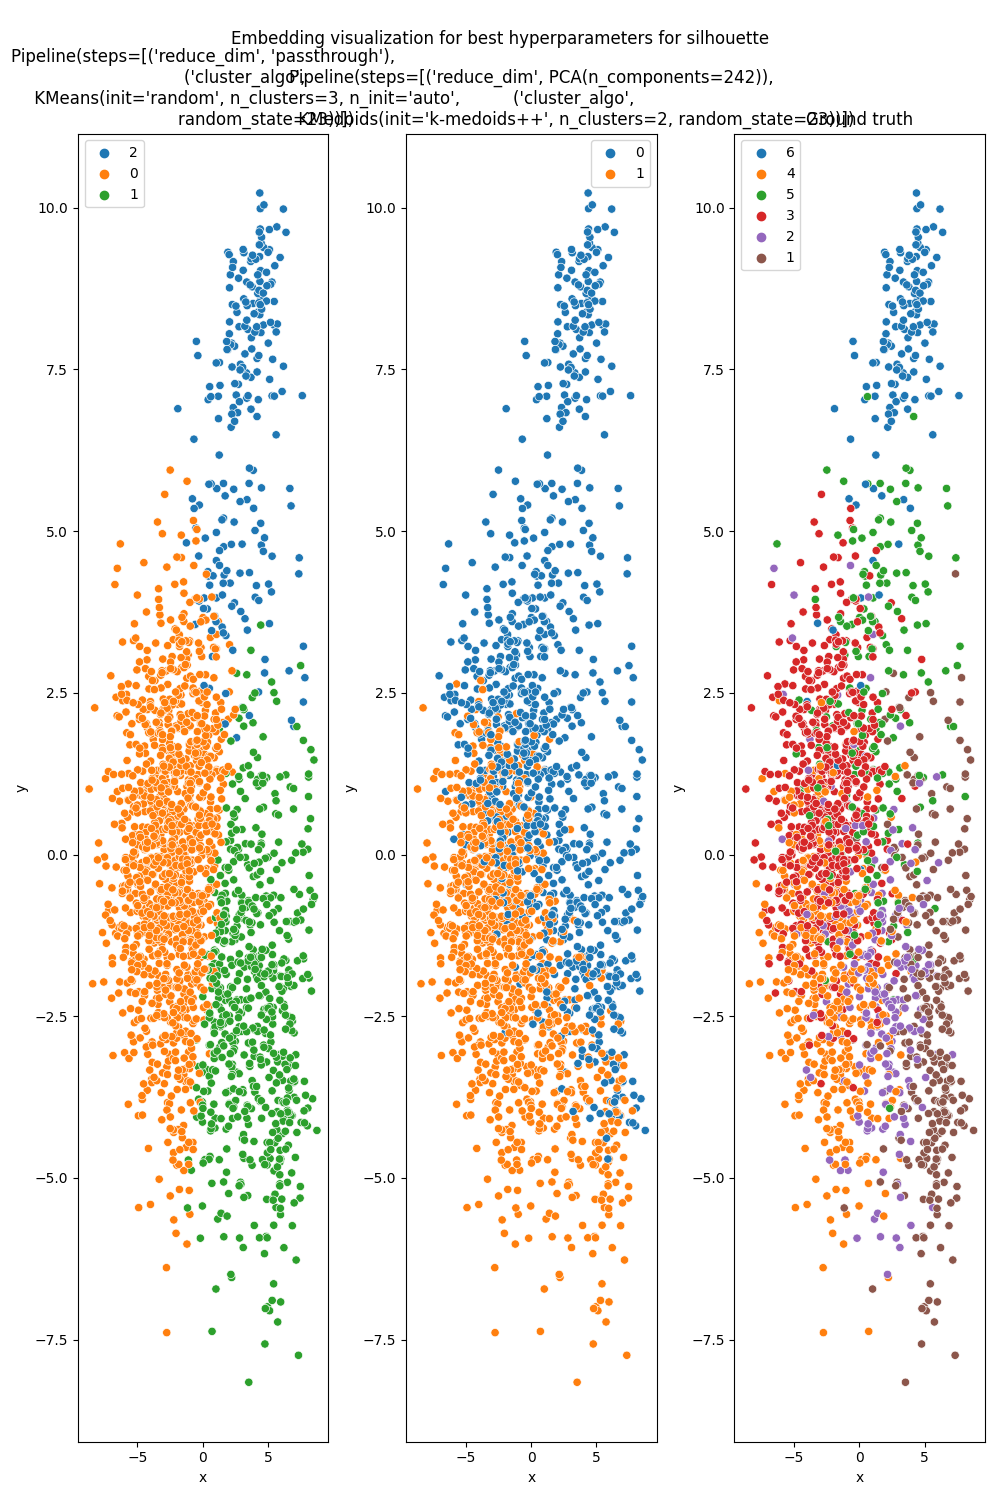 Embedding visualization for best hyperparameters for silhouette
Pipeline(steps=[('reduce_dim', 'passthrough'),
('cluster_algo',
KMeans(init='random', n_clusters=3, n_init='auto',
random_state=23))])
Pipeline(steps=[('reduce_dim', PCA(n_components=242)),
('cluster_algo',
KMedoids(init='k-medoids++', n_clusters=2, random_state=23))])
Ground truth
2
0
1
10.0
7.5
5.0
2.5
0.0
−2.5
−5.0
−7.5
y
−5
0
5
x
0
1
10.0
7.5
5.0
2.5
0.0
−2.5
−5.0
−7.5
y
−5
0
5
x
6
4
5
3
2
1
10.0
7.5
5.0
2.5
0.0
−2.5
−5.0
−7.5
y
−5
0
5
x